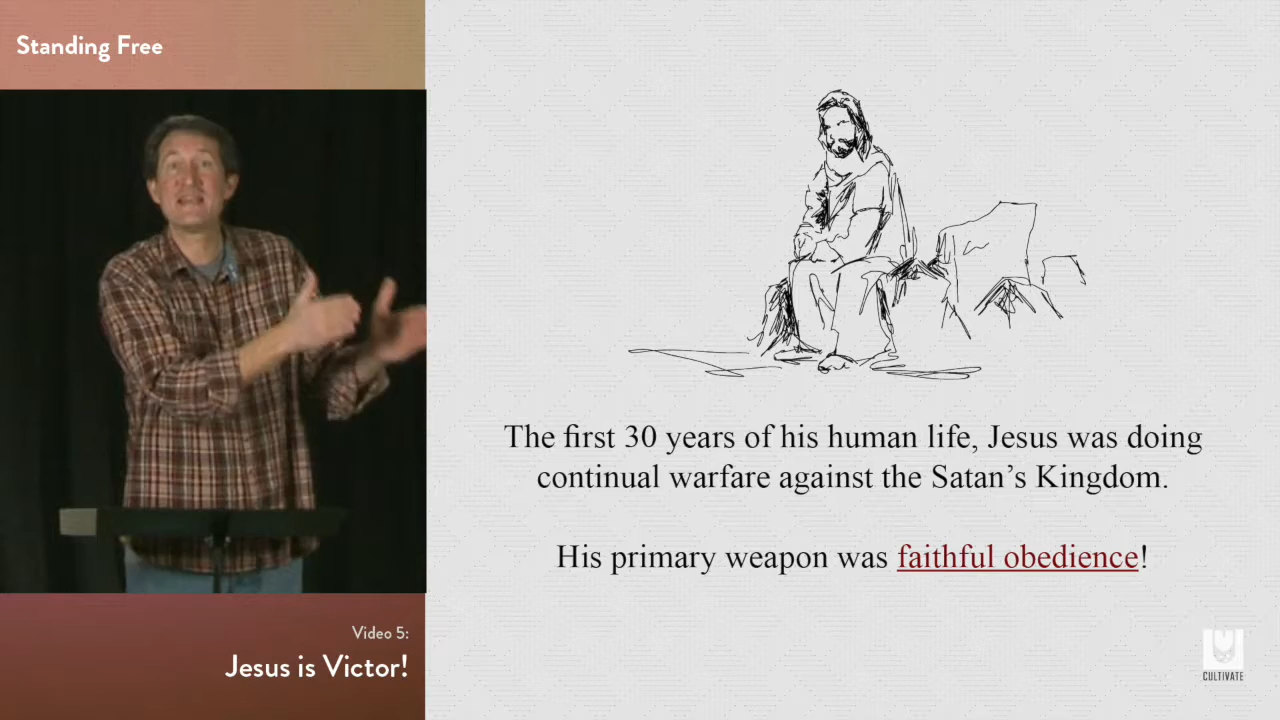 Standing Free
The first 30 years of his human life, Jesus was doing
continual warfare against the Satan’s Kingdom.
His primary weapon was faithful obedience!
Video 5:
Jesus is Victor!
CULTIVATE